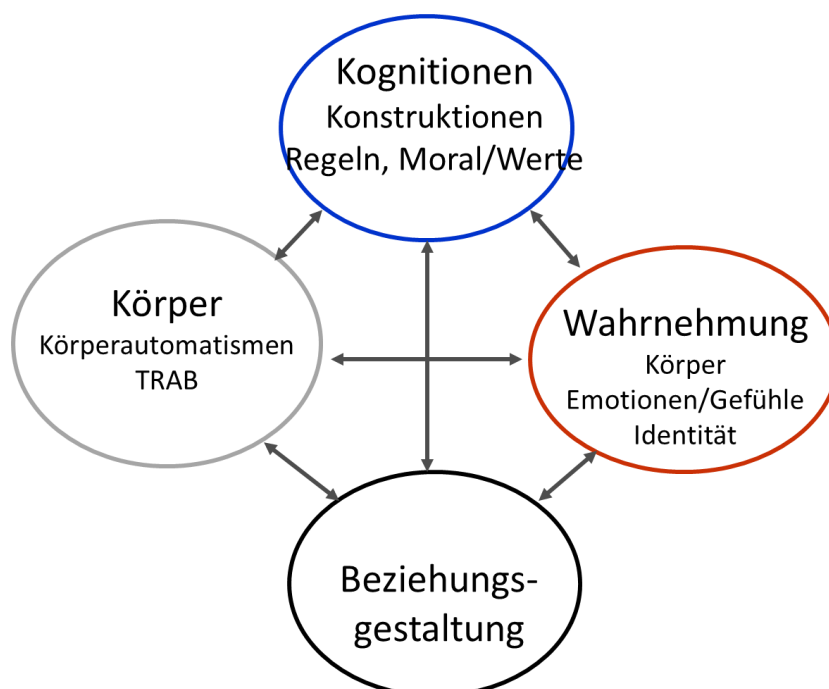 Kognitionen
Konstruktionen
Regeln, Moral/Werte
Körper
Körperautomatismen
TRAB
Wahrnehmung
Körper
Emotionen/Gefühle
Identität
Beziehungs-
gestaltung